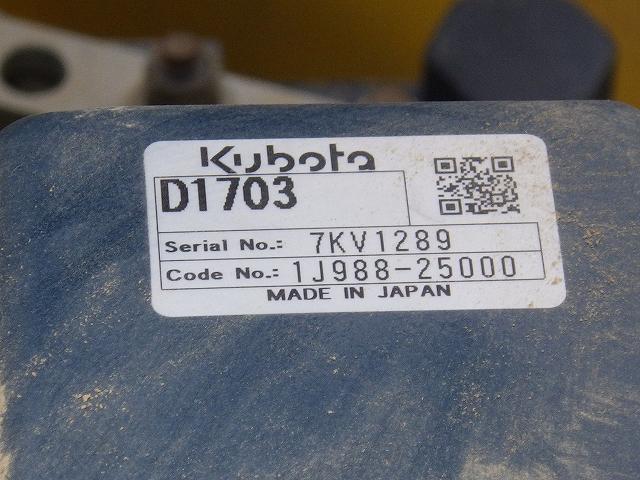 Kubota
D1703
Serial No.: 7KV1289
Code No.: 1J988-25000
MADE IN JAPAN